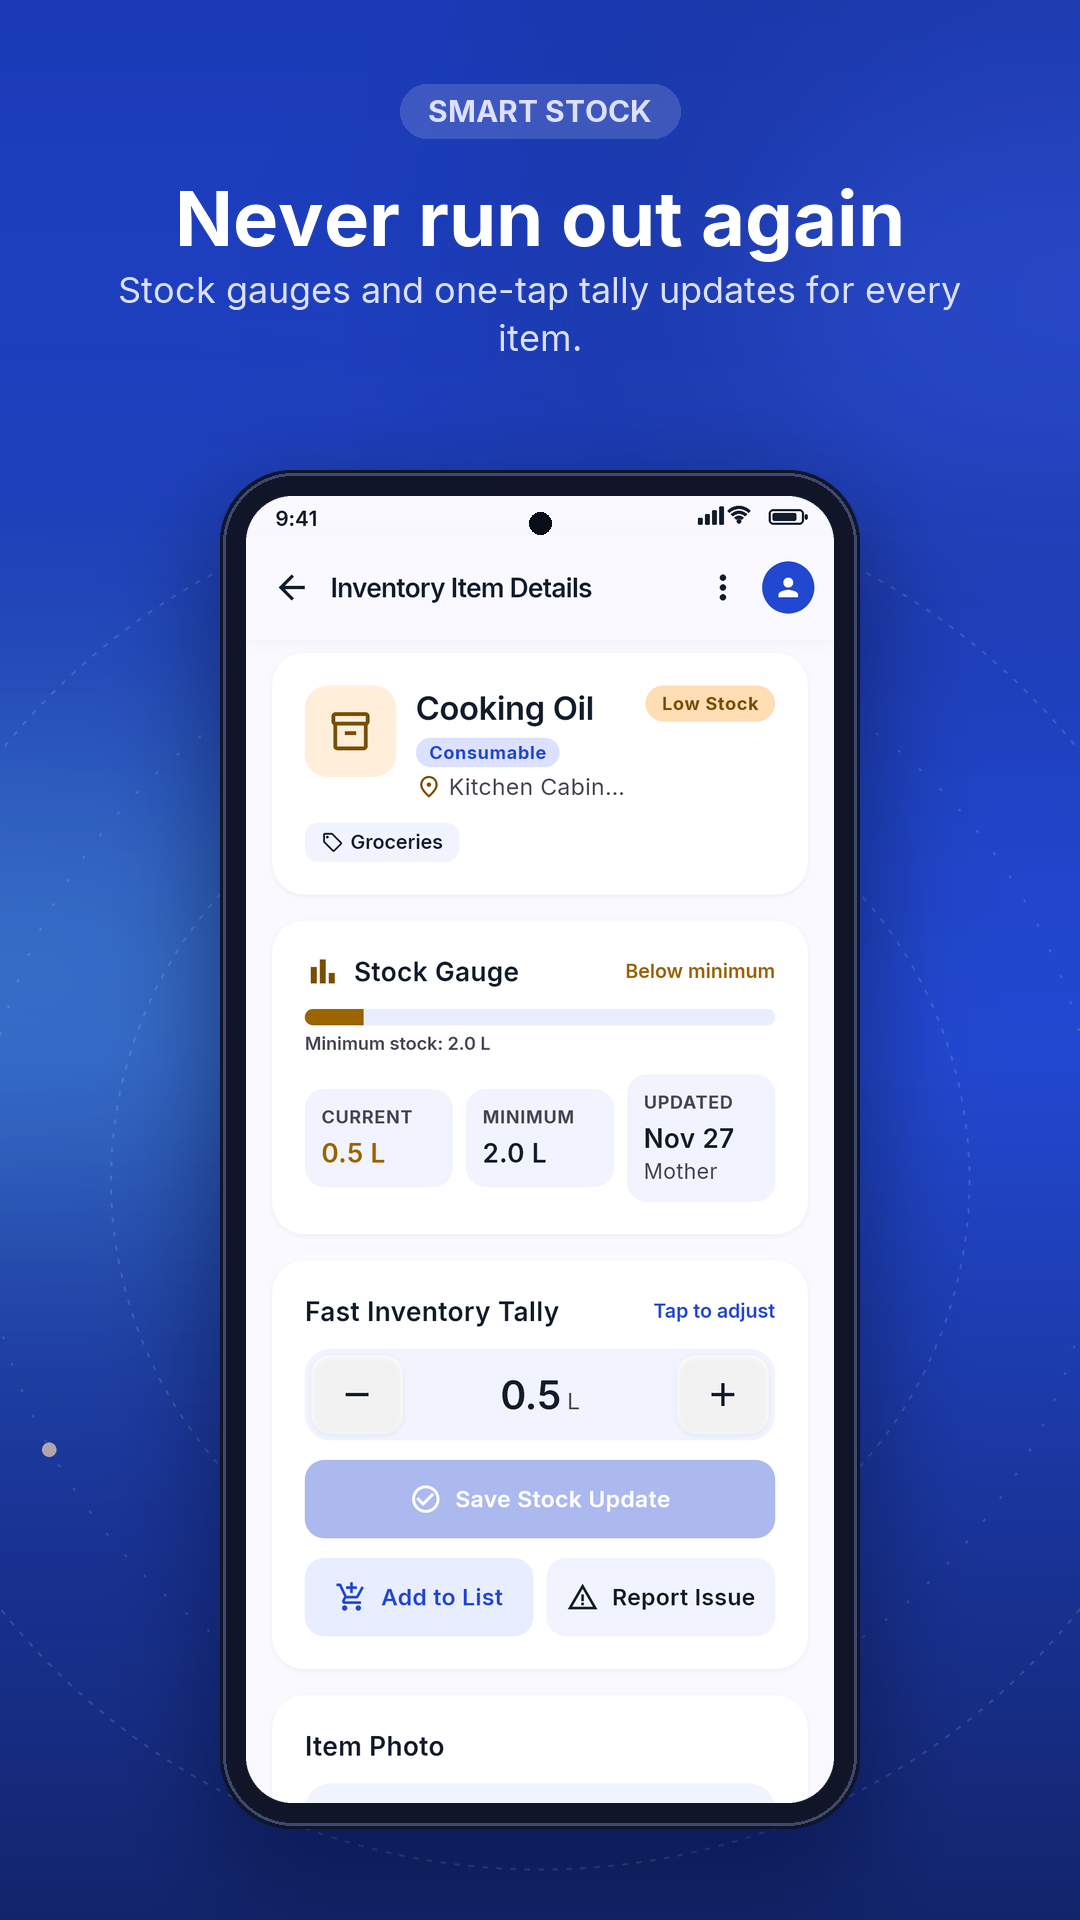 SMART STOCK
Never run out again
Stock gauges and one-tap tally updates for every
item.
9:41
Inventory Item Details
Cooking Oil
Low Stock
Consumable
Kitchen Cabin...
Groceries
Stock Gauge
Below minimum
Minimum stock: 2.0 L
CURRENT
0.5 L
MINIMUM
2.0 L
UPDATED
Nov 27
Mother
Fast Inventory Tally
Tap to adjust
− 0.5 L +
Save Stock Update
Add to List
Report Issue
Item Photo